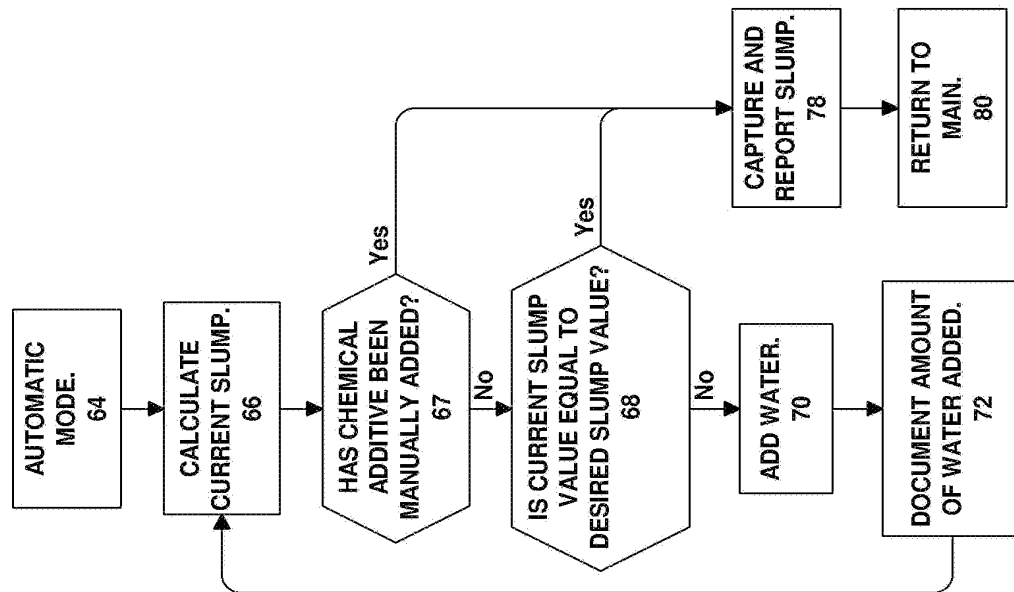 AUTOMATIC
MODE.
64
CALCULATE
CURRENT SLUMP.
66
HAS CHEMICAL
ADDITIVE BEEN
MANUALLY ADDED?
67
Yes
No
IS CURRENT SLUMP
VALUE EQUAL TO
DESIRED SLUMP VALUE?
68
Yes
No
ADD WATER.
70
DOCUMENT AMOUNT
OF WATER ADDED.
72
CAPTURE AND
REPORT SLUMP.
78
RETURN TO
MAIN.
80